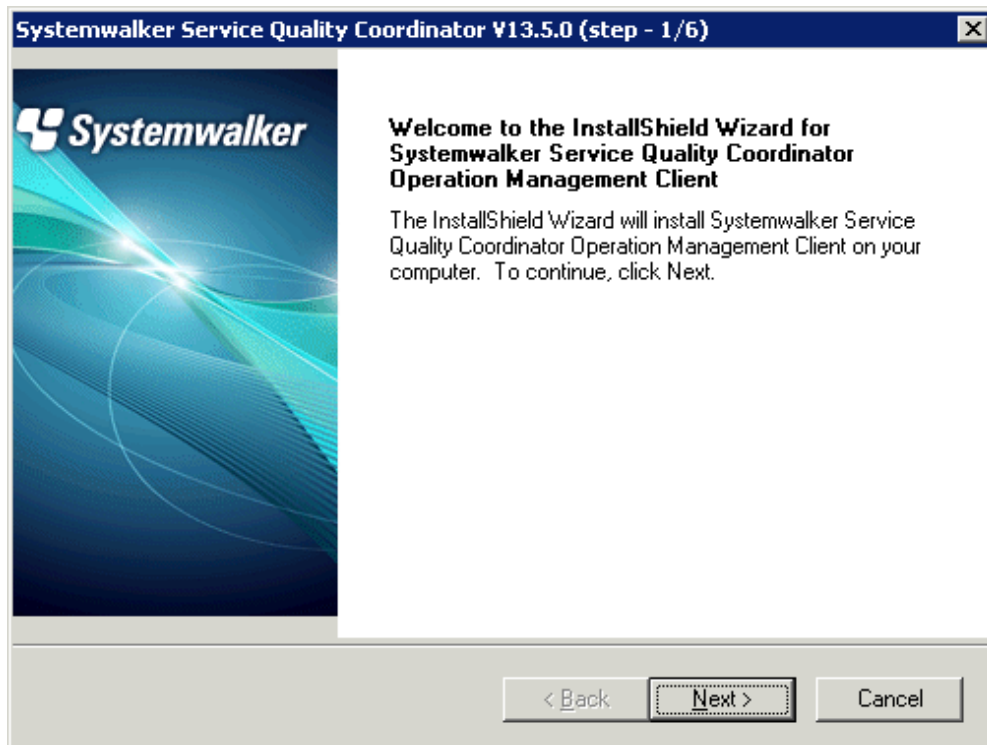 Systemwalker Service Quality Coordinator V13.5.0 (step - 1/6)
Systemwalker
Welcome to the InstallShield Wizard for
Systemwalker Service Quality Coordinator
Operation Management Client
The InstallShield Wizard will install Systemwalker Service
Quality Coordinator Operation Management Client on your
computer.  To continue, click Next.
< Back
Next >
Cancel